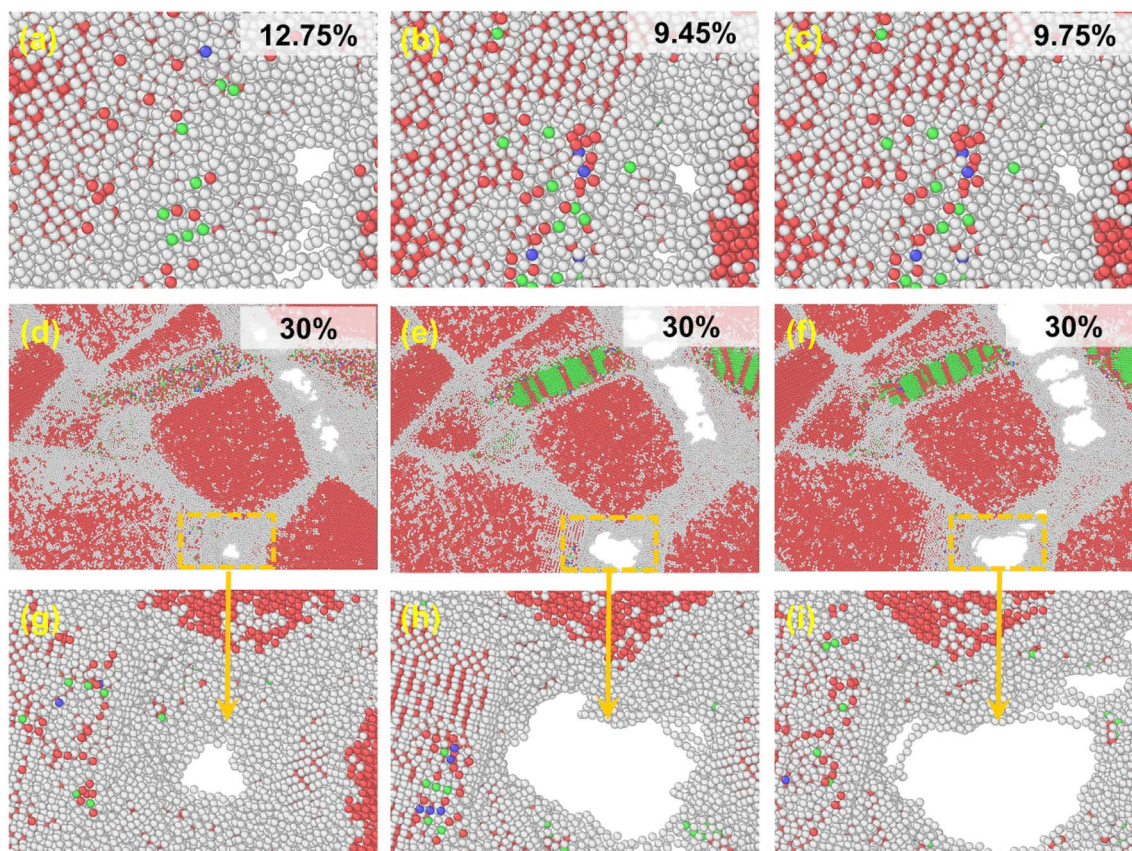 (a) 12.75%
(b) 9.45%
(c) 9.75%
(d) 30%
(e) 30%
(f) 30%
(g)
(h)
(i)